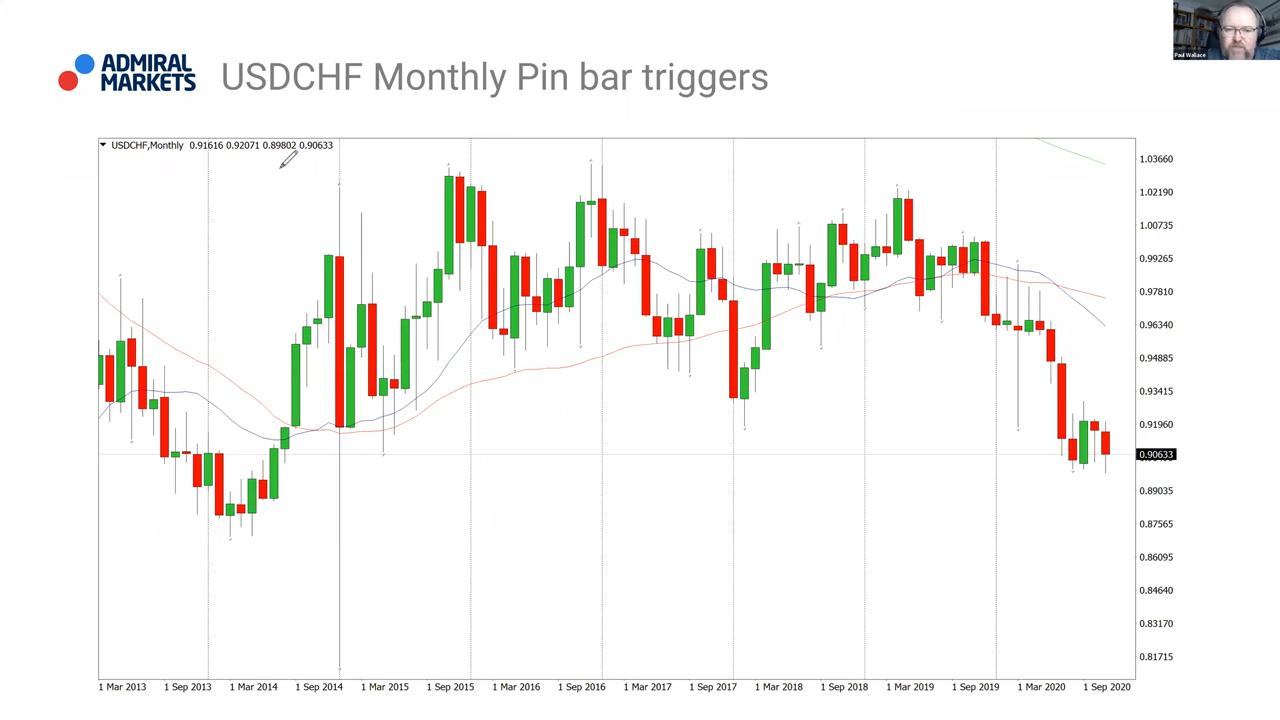 Paul Wallace
ADMIRAL
MARKETS
USDCHF Monthly Pin bar triggers
USDCHF,Monthly 0.91616 0.92071 0.89802 0.90633
1.03660
1.02190
1.00735
0.99265
0.97810
0.96340
0.94885
0.93415
0.91960
0.90633
0.89035
0.87565
0.86095
0.84640
0.83170
0.81715
1 Mar 2013 1 Sep 2013 1 Mar 2014 1 Sep 2014 1 Mar 2015 1 Sep 2015 1 Mar 2016 1 Sep 2016 1 Mar 2017 1 Sep 2017 1 Mar 2018 1 Sep 2018 1 Mar 2019 1 Sep 2019 1 Mar 2020 1 Sep 2020